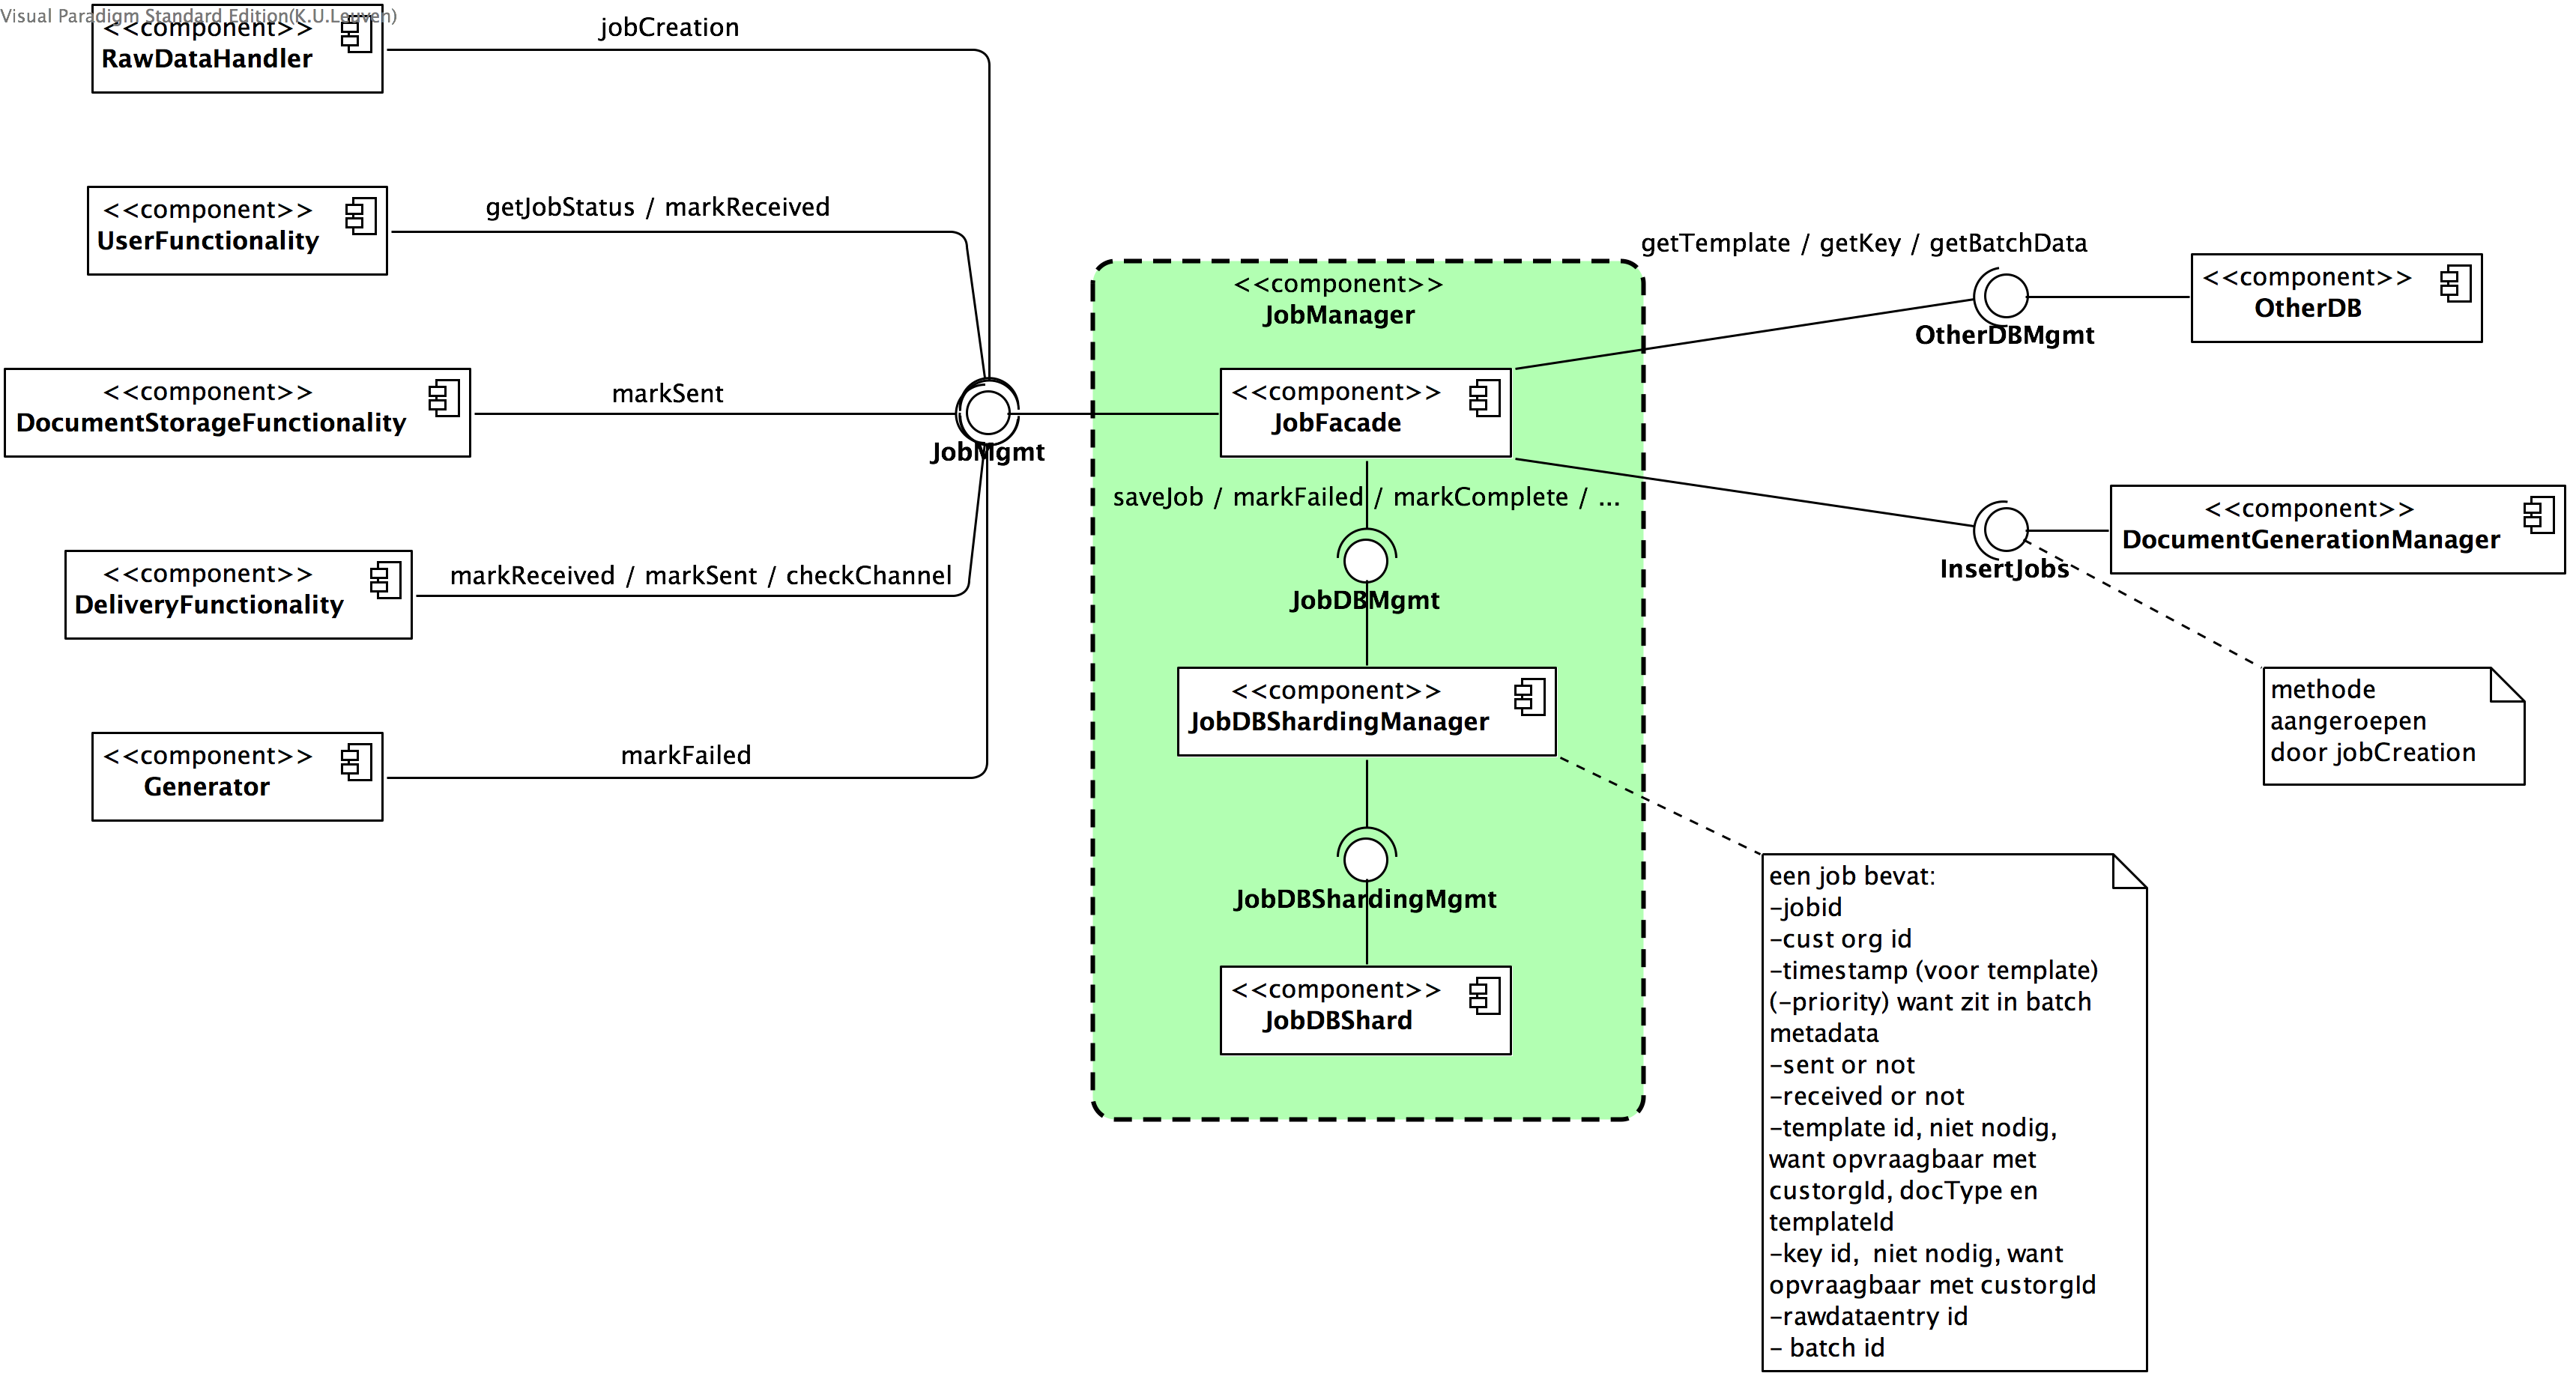 Visual Paradigm Standard Edition(K.U.Leuven)
<<component>>
RawDataHandler
jobCreation
<<component>>
UserFunctionality
getJobStatus / markReceived
<<component>>
DocumentStorageFunctionality
markSent
<<component>>
DeliveryFunctionality
markReceived / markSent / checkChannel
<<component>>
Generator
markFailed
JobMgmt
<<component>>
JobManager
<<component>>
JobFacade
saveJob / markFailed / markComplete / ...
JobDBMgmt
<<component>>
JobDBShardingManager
JobDBShardingMgmt
<<component>>
JobDBShard
getTemplate / getKey / getBatchData
OtherDBMgmt
<<component>>
OtherDB
InsertJobs
<<component>>
DocumentGenerationManager
methode
aangeroepen
door jobCreation
een job bevat:
-jobid
-cust org id
-timestamp (voor template)
(-priority) want zit in batch
metadata
-sent or not
-received or not
-template id, niet nodig,
want opvraagbaar met
custorgId, docType en
templateId
-key id,  niet nodig, want
opvraagbaar met custorgId
-rawdataentry id
- batch id